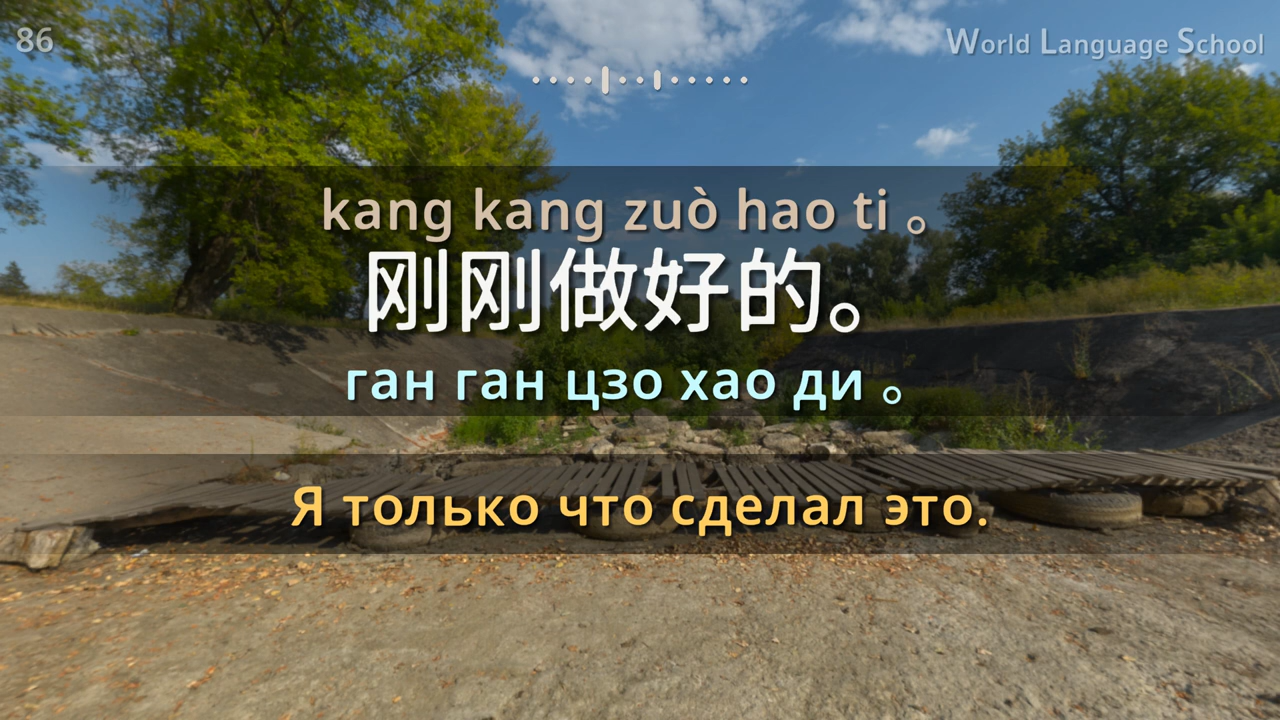 86
World Language School
kang kang zuò hao ti 。
刚刚做好的。
ган ган цзо хао ди 。
Я только что сделал это.